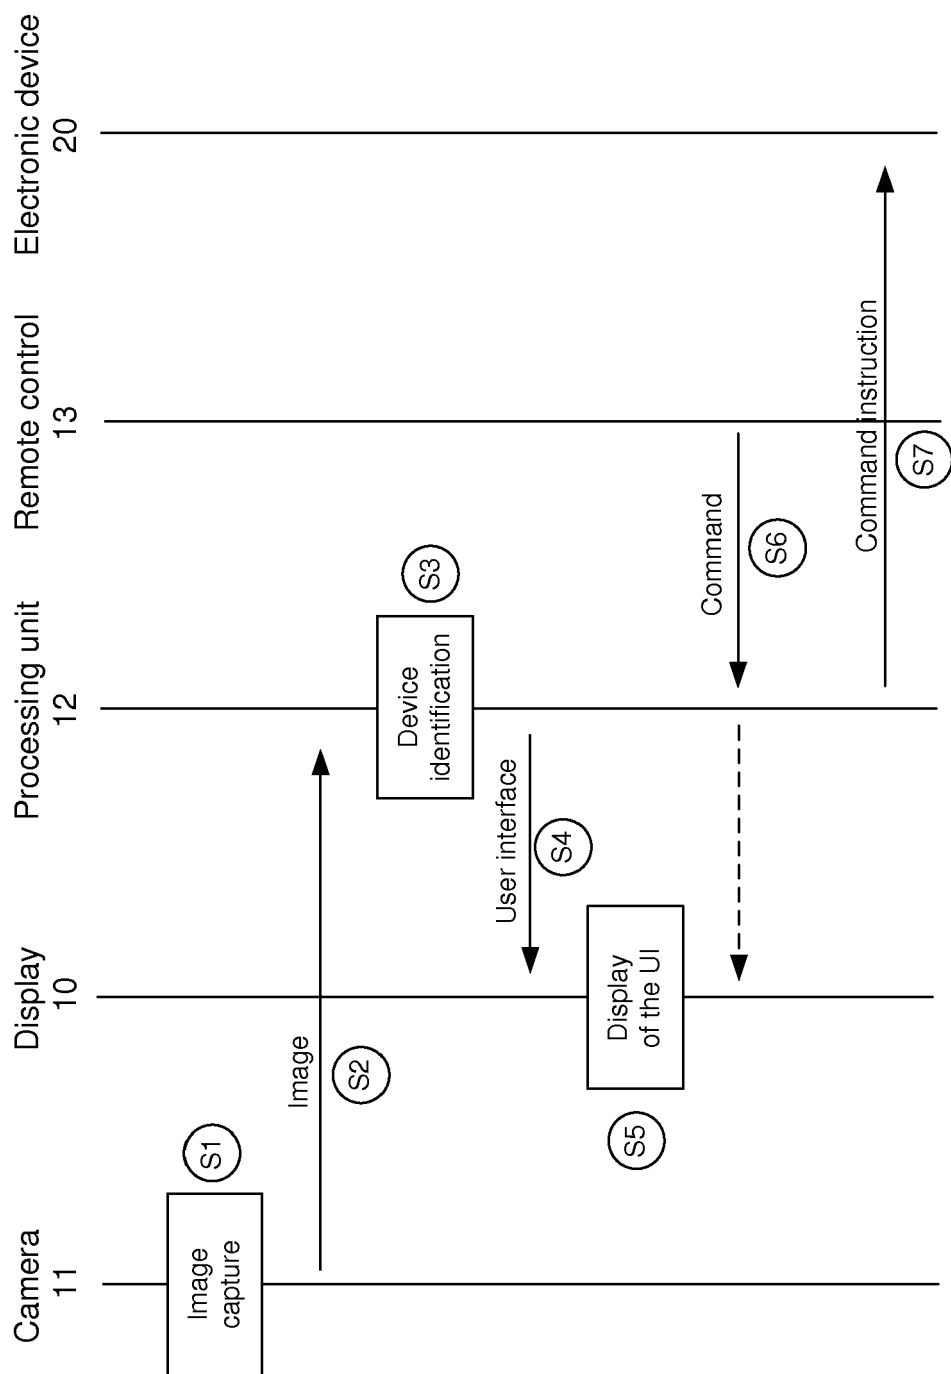 Camera
Display
Processing unit
Remote control
Electronic device
11
10
12
13
20
Image
capture
S1
Image
S2
Device
identification
S3
User interface
S4
Display
of the UI
S5
Command
S6
Command instruction
S7